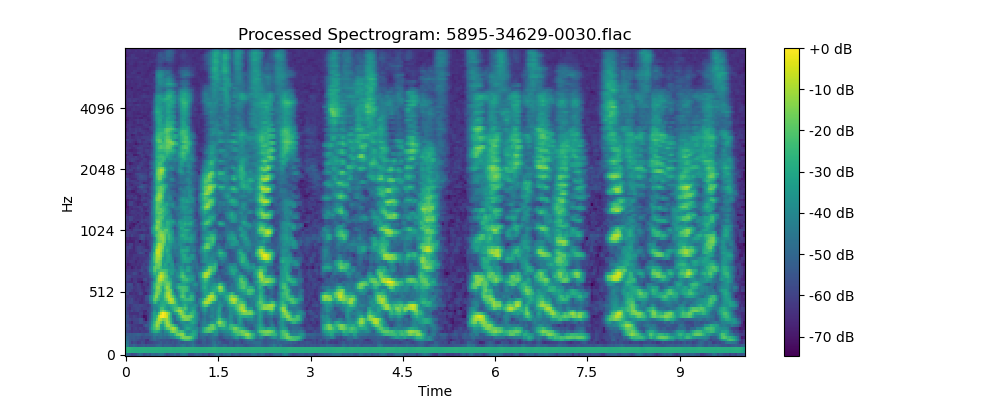 Processed Spectrogram: 5895-34629-0030.flac
Hz
4096
2048
1024
512
0
0 1.5 3 4.5 6 7.5 9
Time
+0 dB
-10 dB
-20 dB
-30 dB
-40 dB
-50 dB
-60 dB
-70 dB